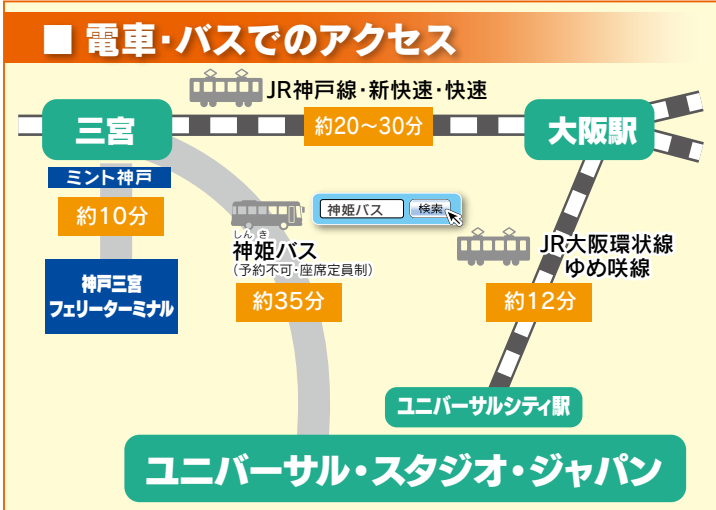 ■ 電車・バスでのアクセス
JR神戸線・新快速・快速
三宮
約20～30分
大阪駅
ミント神戸
約10分
神姫バス
検索
しんき
神姫バス
(予約不可・座席定員制)
JR大阪環状線
ゆめ咲線
神戸三宮
フェリーターミナル
約35分
約12分
ユニバーサルシティ駅
ユニバーサル・スタジオ・ジャパン